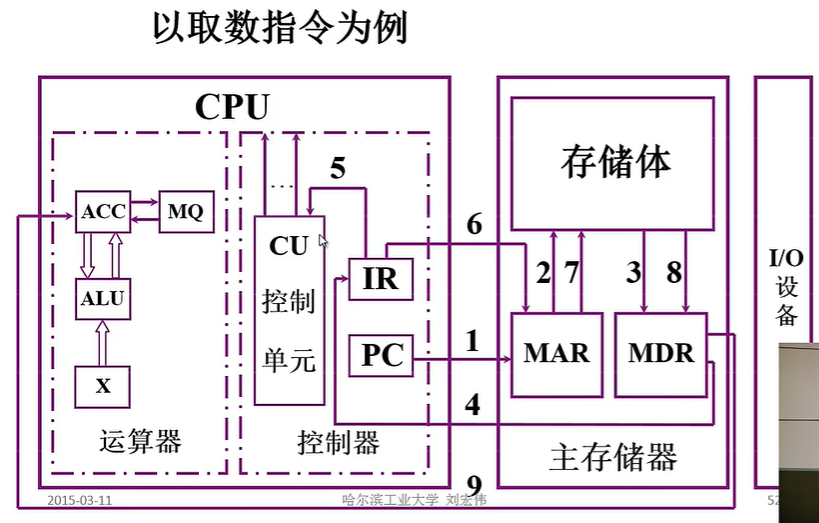 以取数指令为例
CPU
ACC
MQ
ALU
X
运算器
5
...
CU
控制
单元
IR
PC
控制器
6
1
4
9
存储体
2
7
3
8
MAR
MDR
主存储器
I/O
设
备
2015-03-11
哈尔滨工业大学 刘宏伟
52